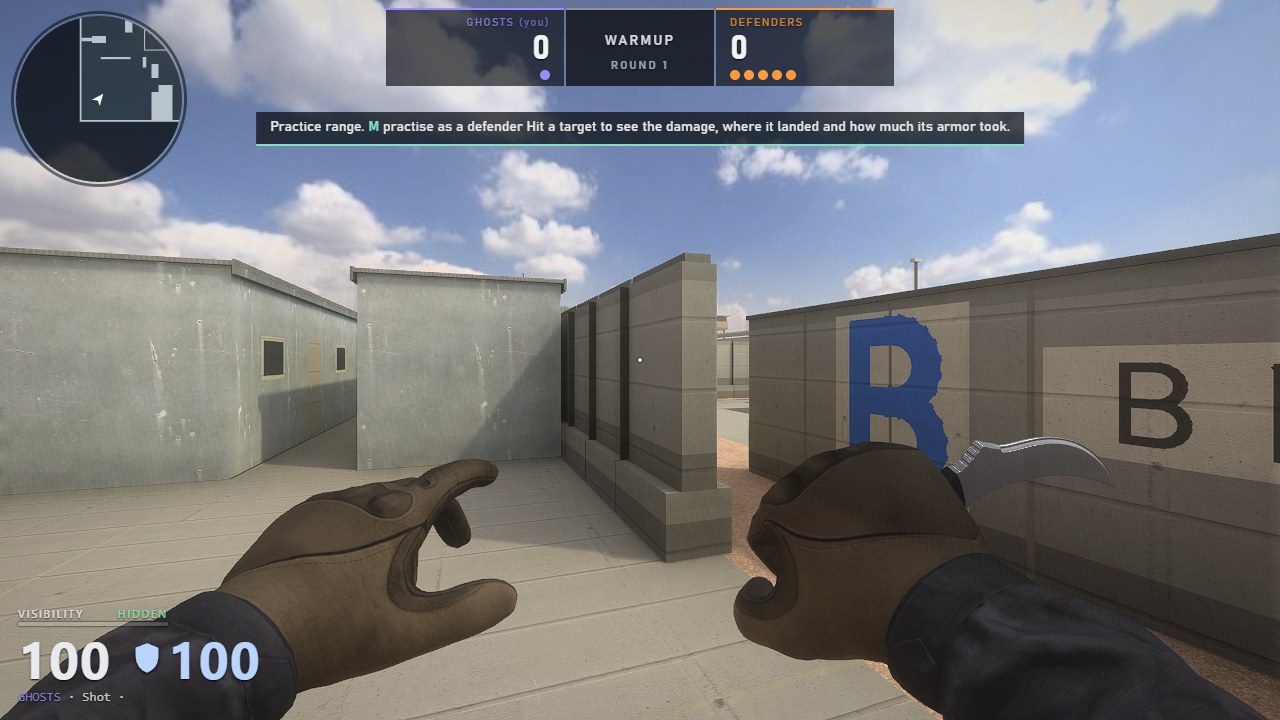 GHOSTS (you)
0
WARMUP
ROUND 1
DEFENDERS
0
Practice range. M practise as a defender Hit a target to see the damage, where it landed and how much its armor took.
B
B
VISIBILITY HIDDEN
100 100
GHOSTS · Shot ·